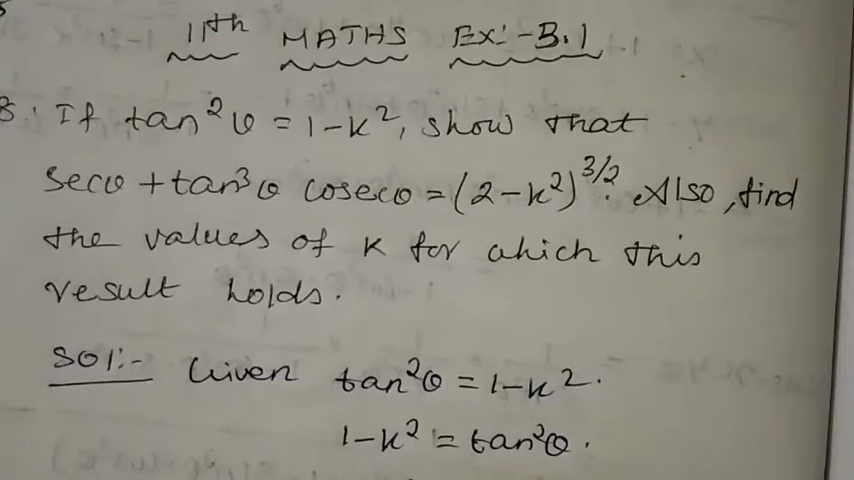 11th MATHS Ex:-3.1
8. If tan²θ = 1-k², show that
secθ + tan³θ cosecθ = (2-k²)^3/2. Also, find
the values of k for which this
result holds.
Sol:- Given tan²θ = 1-k².
1-k² = tan²θ.